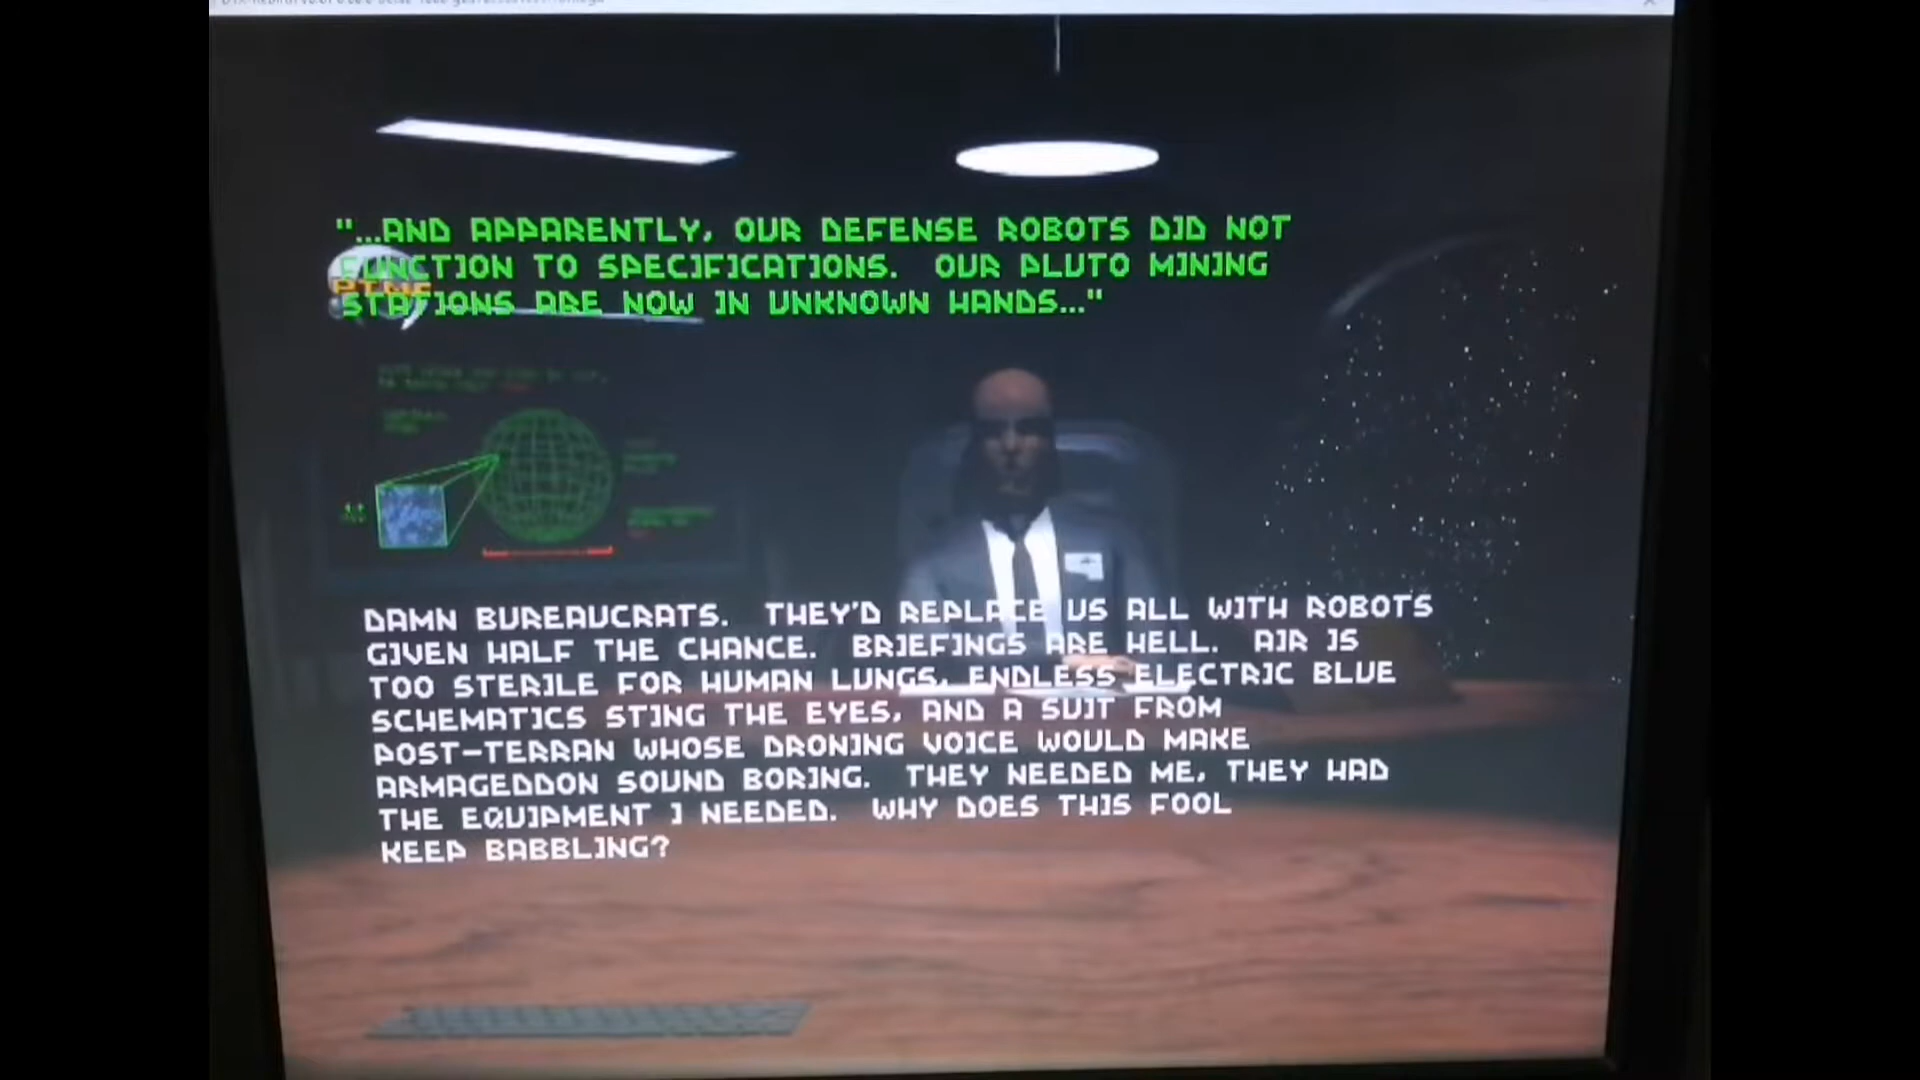 "...AND APPARENTLY, OUR DEFENSE ROBOTS DID NOT
FUNCTION TO SPECIFICATIONS. OUR PLUTO MINING
STATIONS ARE NOW IN UNKNOWN HANDS..."
DAMN BUREAUCRATS. THEY'D REPLACE US ALL WITH ROBOTS
GIVEN HALF THE CHANCE. BRIEFINGS ARE HELL. AIR IS
TOO STERILE FOR HUMAN LUNGS, ENDLESS ELECTRIC BLUE
SCHEMATICS STING THE EYES, AND A SUIT FROM
POST-TERRAN WHOSE DRONING VOICE WOULD MAKE
ARMAGEDDON SOUND BORING. THEY NEEDED ME, THEY HAD
THE EQUIPMENT I NEEDED. WHY DOES THIS FOOL
KEEP BABBLING?